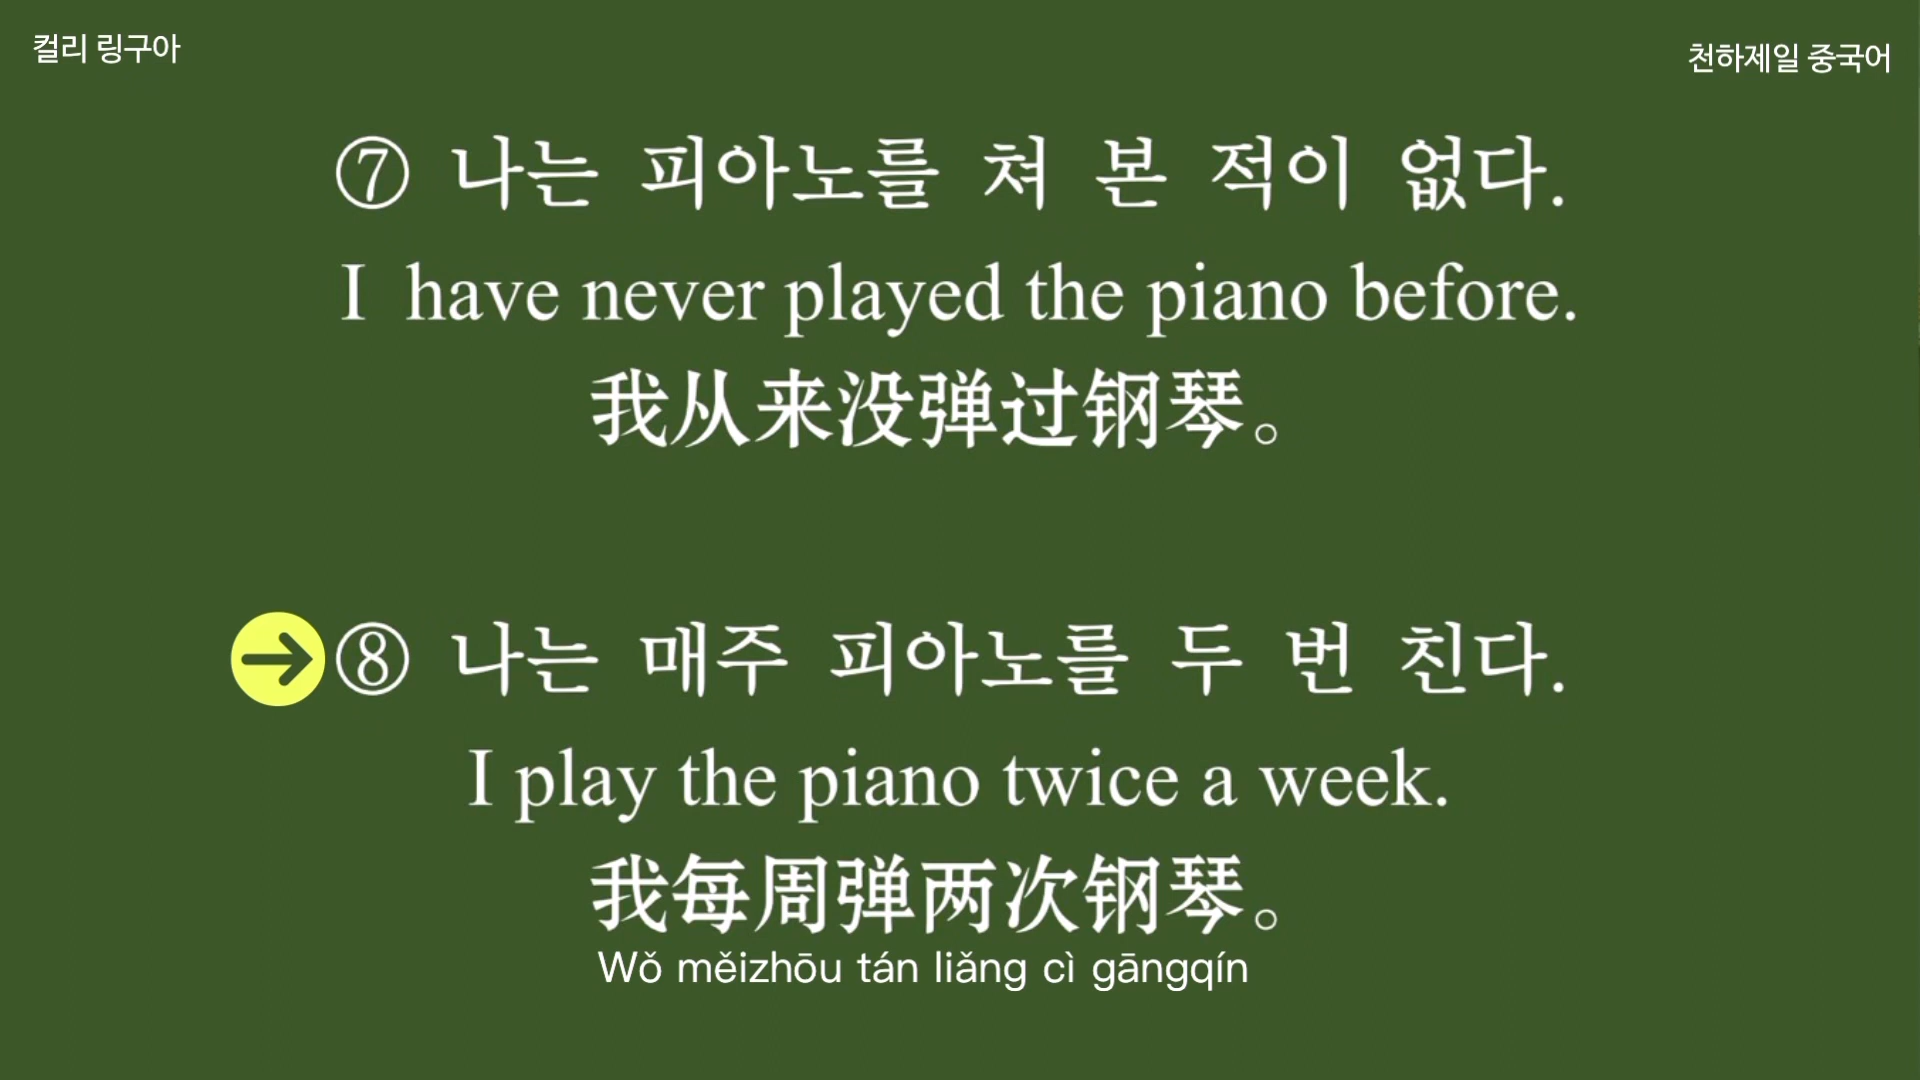 컬리 링구아
천하제일 중국어
⑦ 나는 피아노를 쳐 본 적이 없다.
I have never played the piano before.
我从来没弹过钢琴。
⑧ 나는 매주 피아노를 두 번 친다.
I play the piano twice a week.
我每周弹两次钢琴。
Wǒ měizhōu tán liǎng cì gāngqín